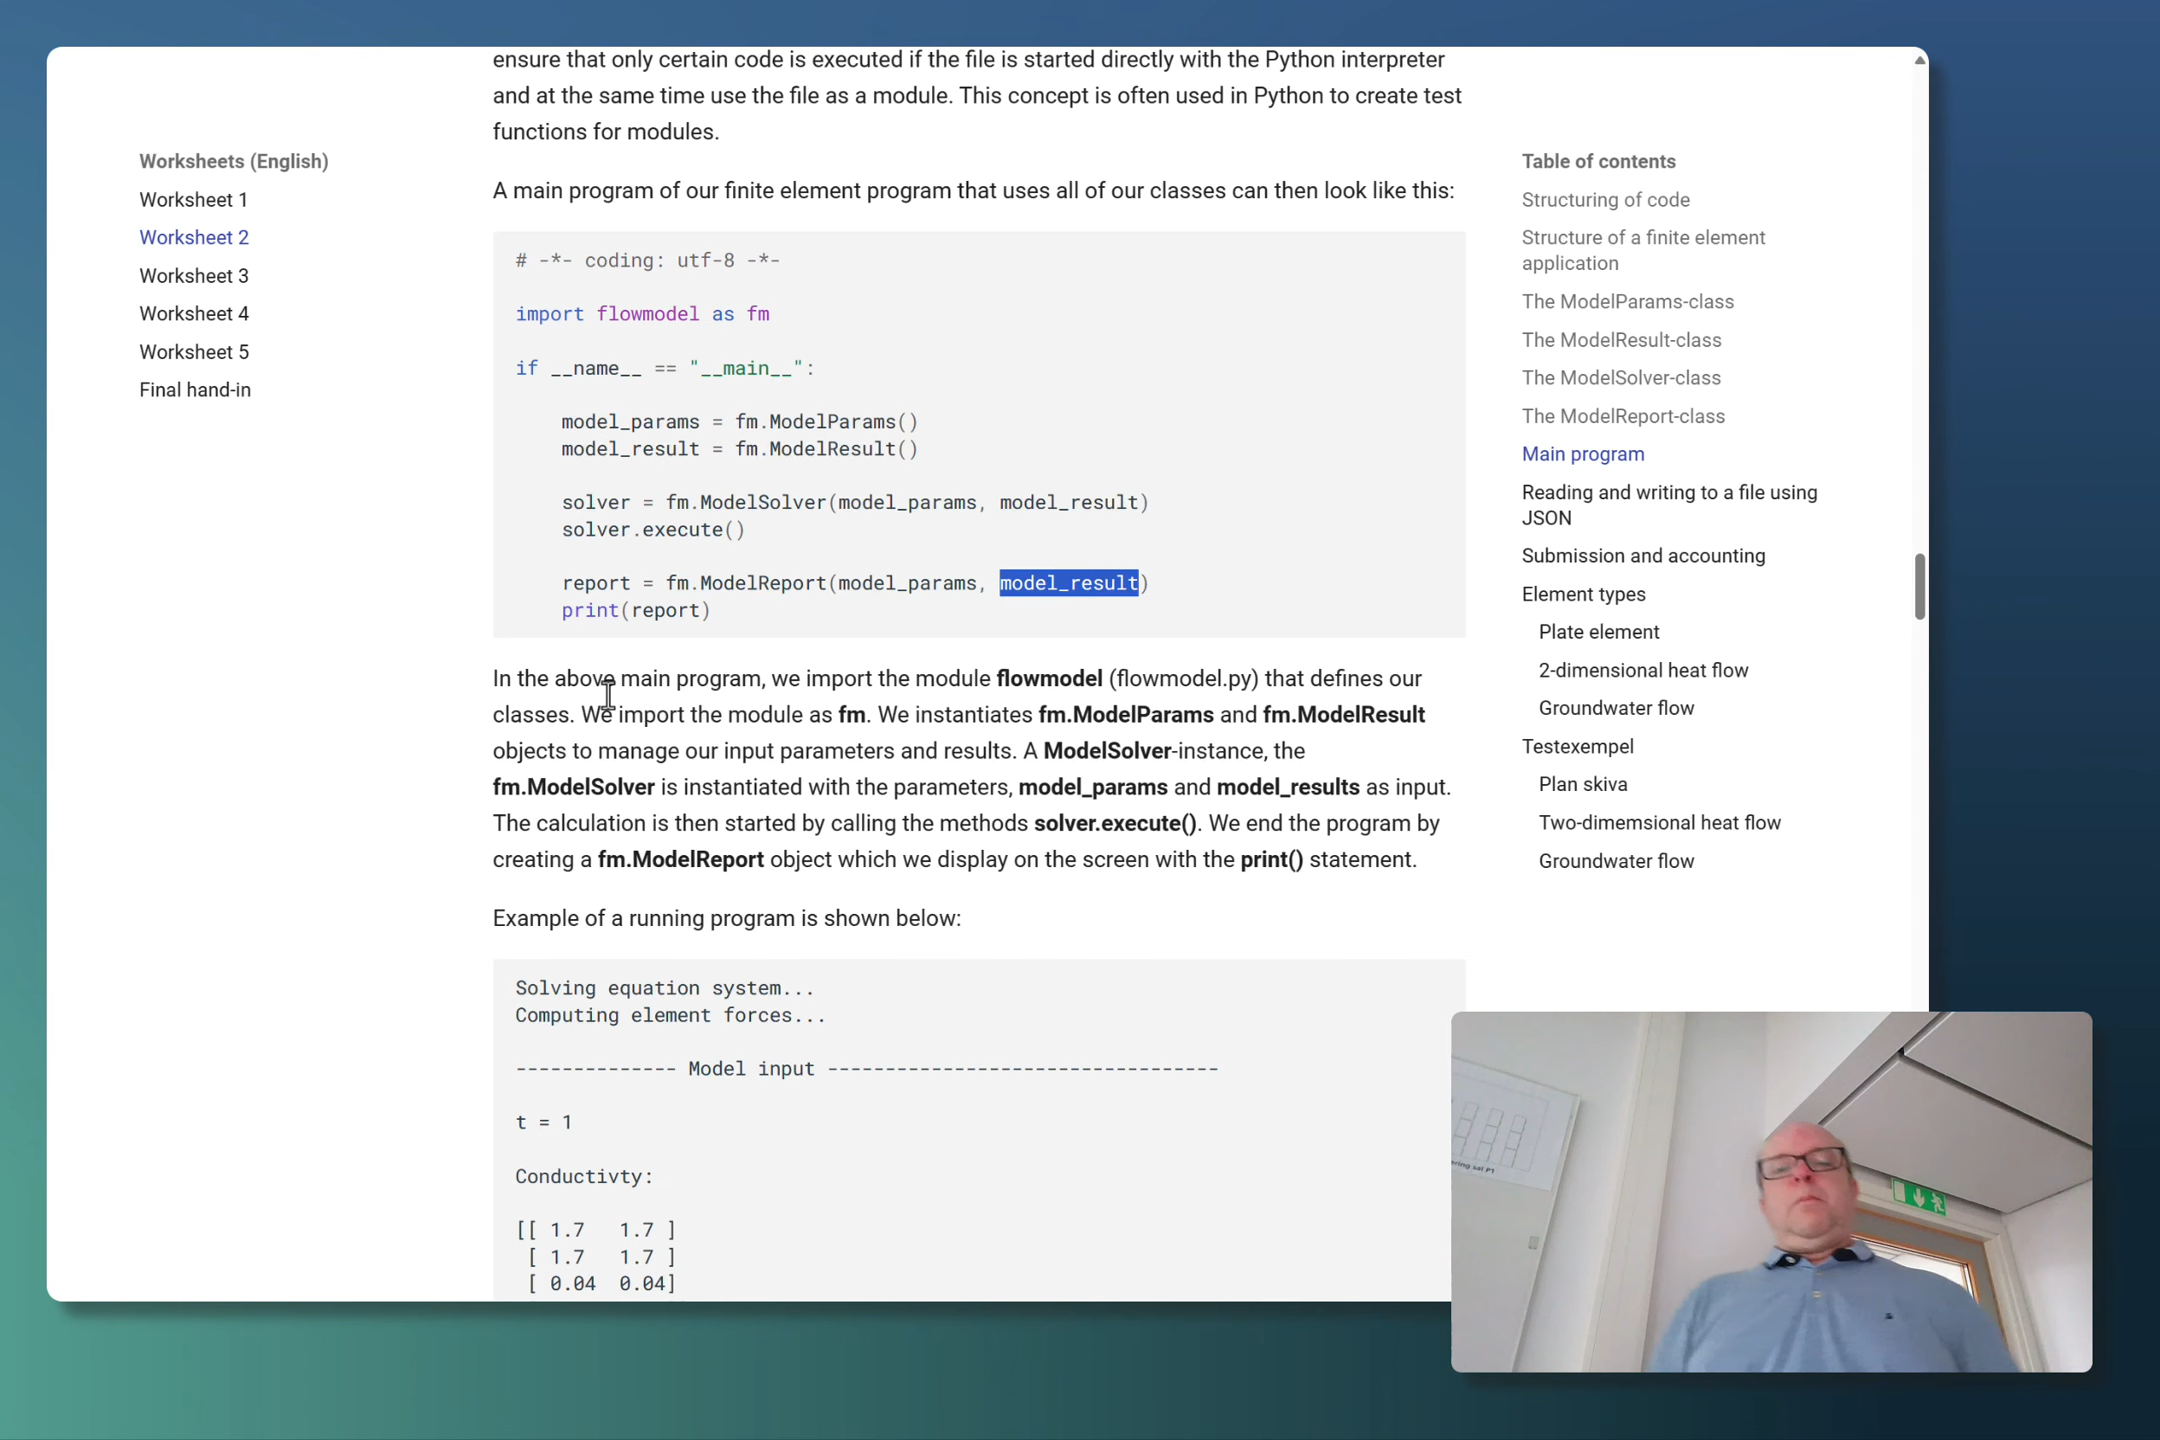 ensure that only certain code is executed if the file is started directly with the Python interpreter
and at the same time use the file as a module. This concept is often used in Python to create test
functions for modules.
Worksheets (English)
Worksheet 1
Worksheet 2
Worksheet 3
Worksheet 4
Worksheet 5
Final hand-in
A main program of our finite element program that uses all of our classes can then look like this:
# -*- coding: utf-8 -*-
import flowmodel as fm
if __name__ == "__main__":
model_params = fm.ModelParams()
model_result = fm.ModelResult()
solver = fm.ModelSolver(model_params, model_result)
solver.execute()
report = fm.ModelReport(model_params, model_result)
print(report)
In the above main program, we import the module flowmodel (flowmodel.py) that defines our
classes. We import the module as fm. We instantiates fm.ModelParams and fm.ModelResult
objects to manage our input parameters and results. A ModelSolver-instance, the
fm.ModelSolver is instantiated with the parameters, model_params and model_results as input.
The calculation is then started by calling the methods solver.execute(). We end the program by
creating a fm.ModelReport object which we display on the screen with the print() statement.
Example of a running program is shown below:
Solving equation system...
Computing element forces...
-------------- Model input ----------------------------------
t = 1
Conductivty:
[[ 1.7   1.7 ]
[ 1.7   1.7 ]
[ 0.04  0.04]
Table of contents
Structuring of code
Structure of a finite element
application
The ModelParams-class
The ModelResult-class
The ModelSolver-class
The ModelReport-class
Main program
Reading and writing to a file using
JSON
Submission and accounting
Element types
Plate element
2-dimensional heat flow
Groundwater flow
Testexempel
Plan skiva
Two-dimemsional heat flow
Groundwater flow
sal P1